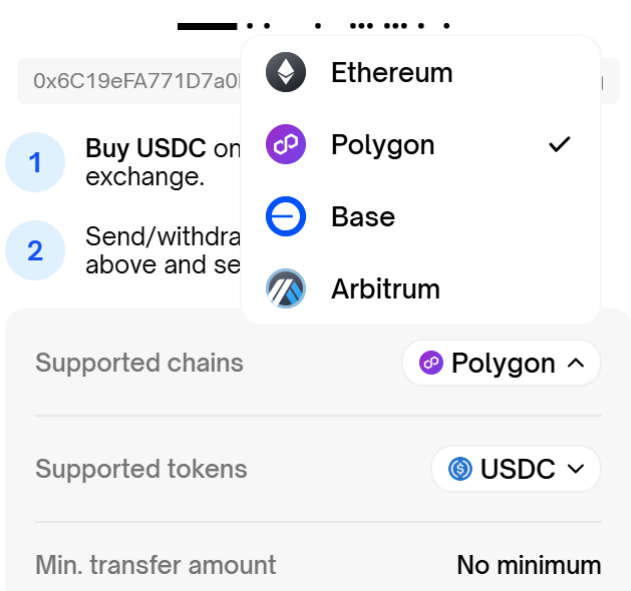 Ethereum
0x6C19eFA771D7a0
Polygon
1
Buy USDC on
exchange.
Base
2
Send/withdra
above and se
Arbitrum
Supported chains
Polygon
Supported tokens
USDC
Min. transfer amount
No minimum